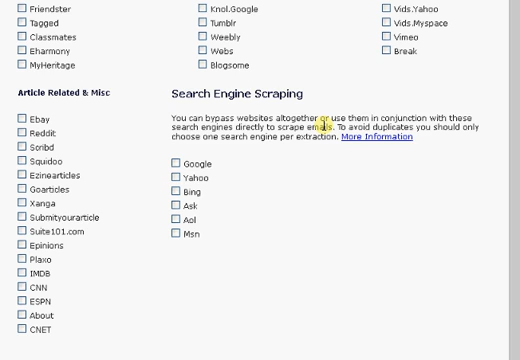 Friendster
Tagged
Classmates
Eharmony
MyHeritage
Knol.Google
Tumblr
Weebly
Webs
Blogsome
Vids.Yahoo
Vids.Myspace
Vimeo
Break
Article Related & Misc
Ebay
Reddit
Scribd
Squidoo
Ezinearticles
Goarticles
Xanga
Submityourarticle
Suite101.com
Epinions
Plaxo
IMDB
CNN
ESPN
About
CNET
Search Engine Scraping
You can bypass websites altogether or use them in conjunction with these
search engines directly to scrape emails. To avoid duplicates you should only
choose one search engine per extraction. More Information
Google
Yahoo
Bing
Ask
Aol
Msn